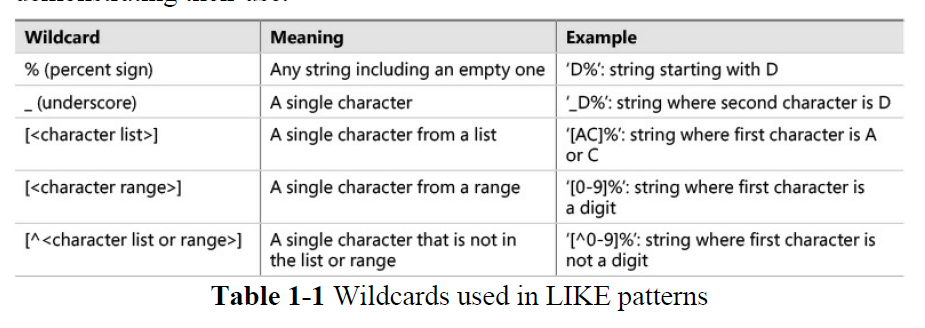 demonstrating their use.
Wildcard Meaning Example
% (percent sign) Any string including an empty one 'D%': string starting with D
_ (underscore) A single character '_D%': string where second character is D
[<character list>] A single character from a list '[AC]%': string where first character is A
or C
[<character range>] A single character from a range '[0-9]%': string where first character is
a digit
[^<character list or range>] A single character that is not in '[^0-9]%': string where first character is
the list or range not a digit
Table 1-1 Wildcards used in LIKE patterns